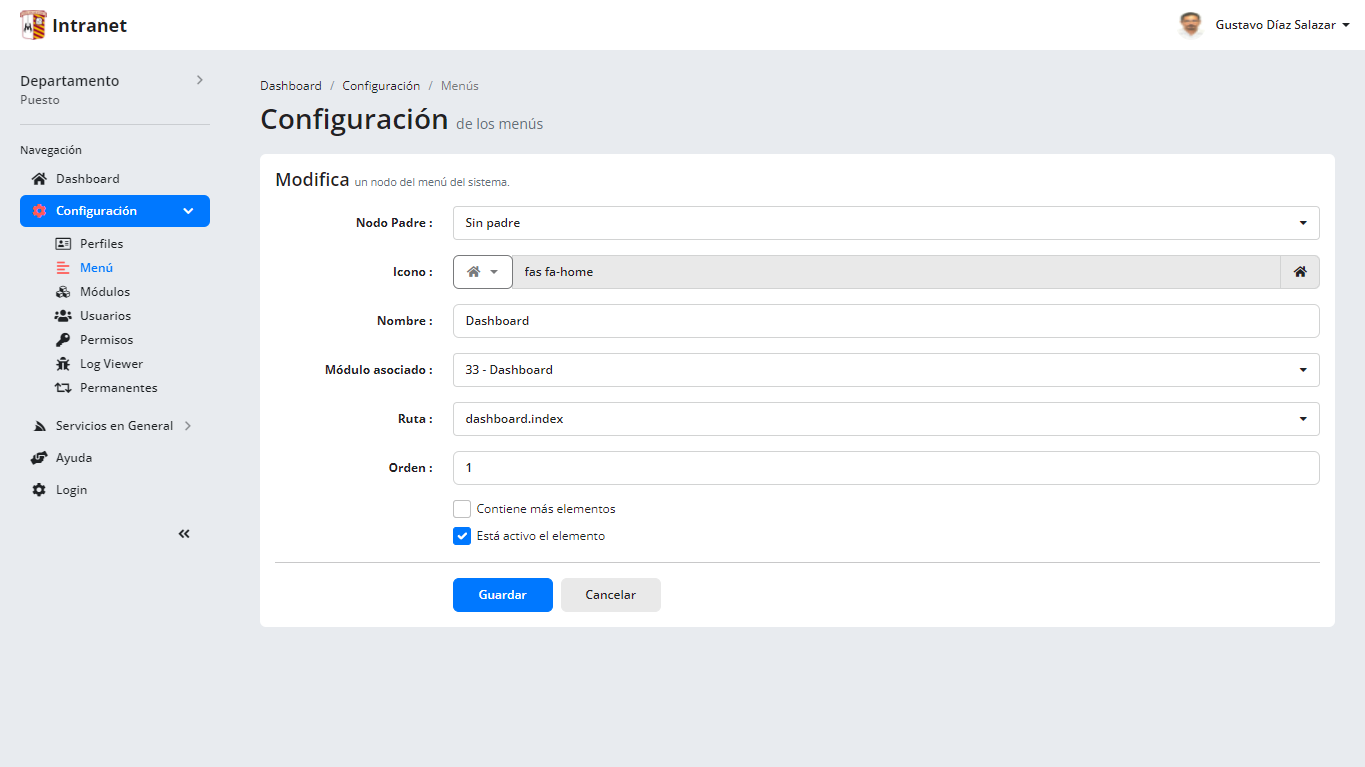 Intranet
Gustavo Díaz Salazar
Departamento
Puesto
Navegación
Dashboard
Configuración
Perfiles
Menú
Módulos
Usuarios
Permisos
Log Viewer
Permanentes
Servicios en General
Ayuda
Login
Dashboard / Configuración / Menús
Configuración de los menús
Modifica un nodo del menú del sistema.
Nodo Padre : Sin padre
Icono : fas fa-home
Nombre : Dashboard
Módulo asociado : 33 - Dashboard
Ruta : dashboard.index
Orden : 1
Contiene más elementos
Está activo el elemento
Guardar Cancelar